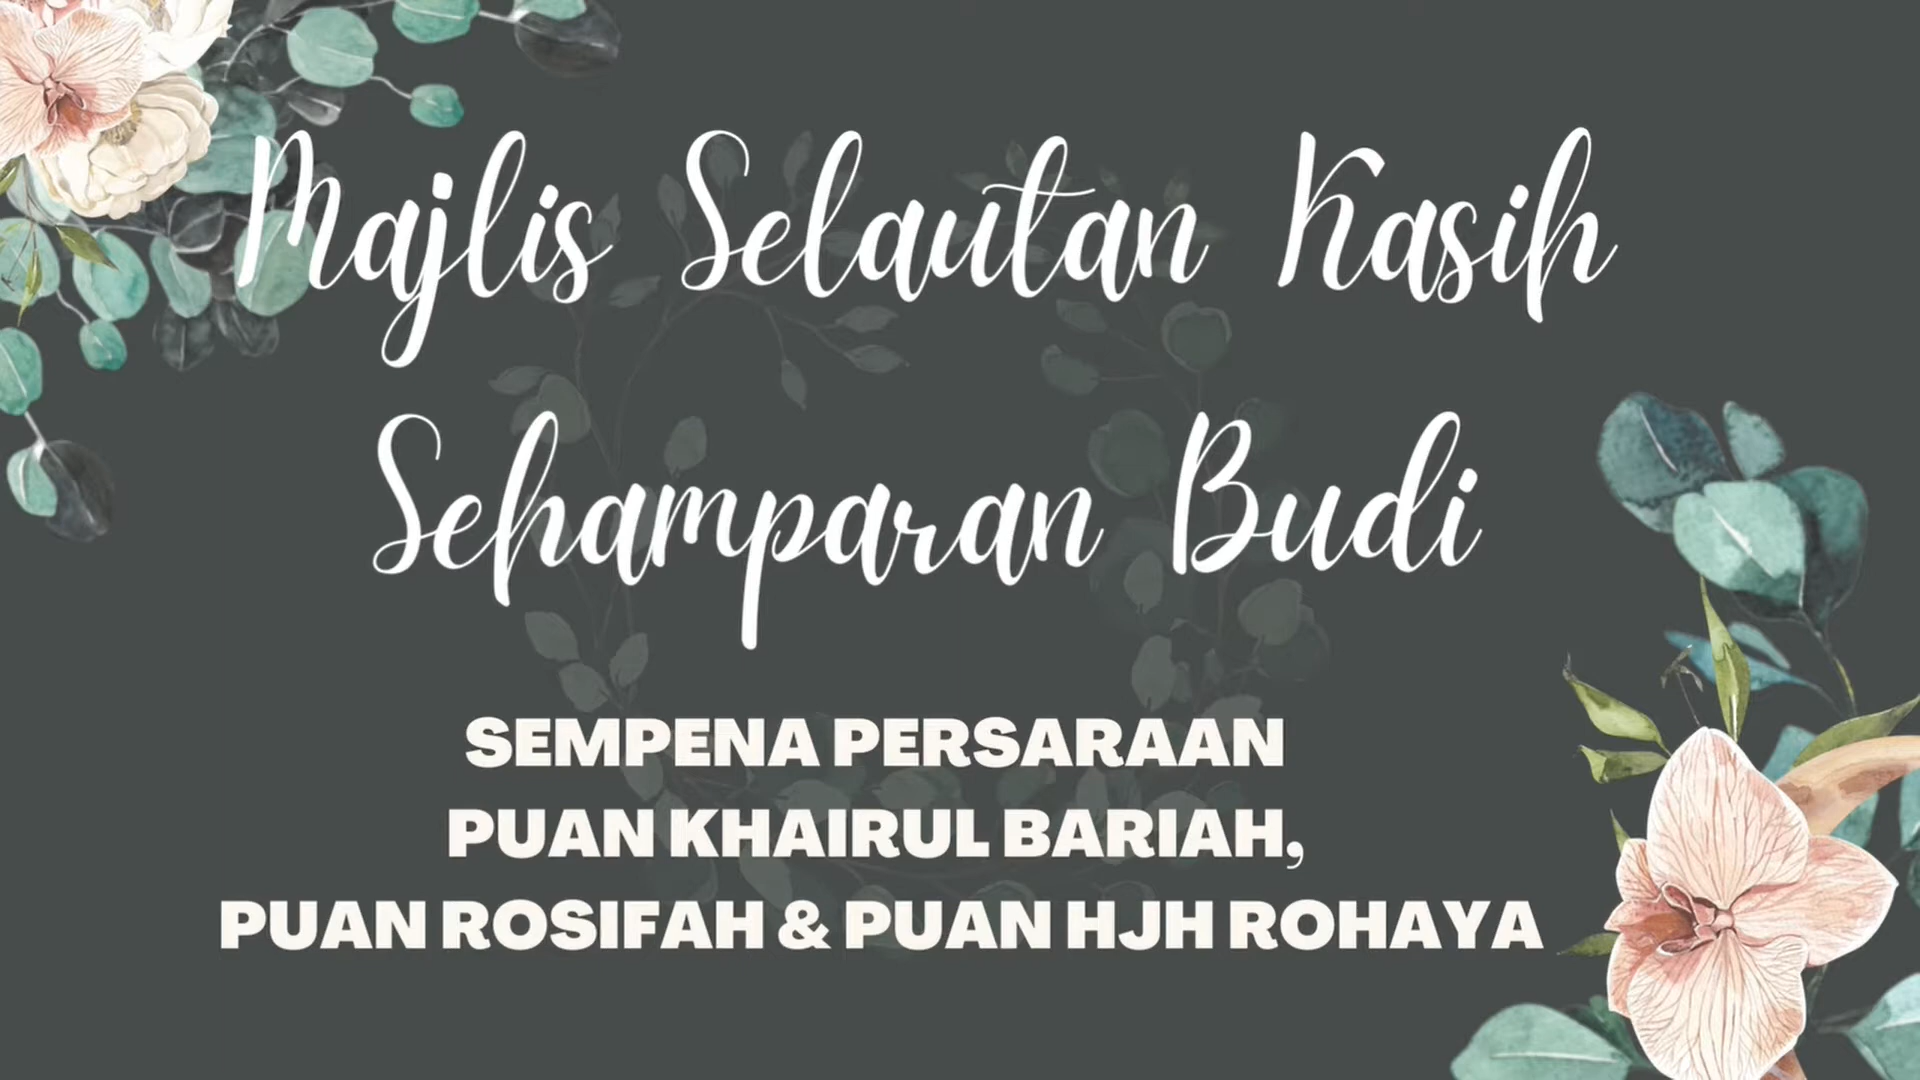 Majlis Selautan Kasih
Sehamparan Budi
SEMPENA PERSARAAN
PUAN KHAIRUL BARIAH,
PUAN ROSIFAH & PUAN HJH ROHAYA